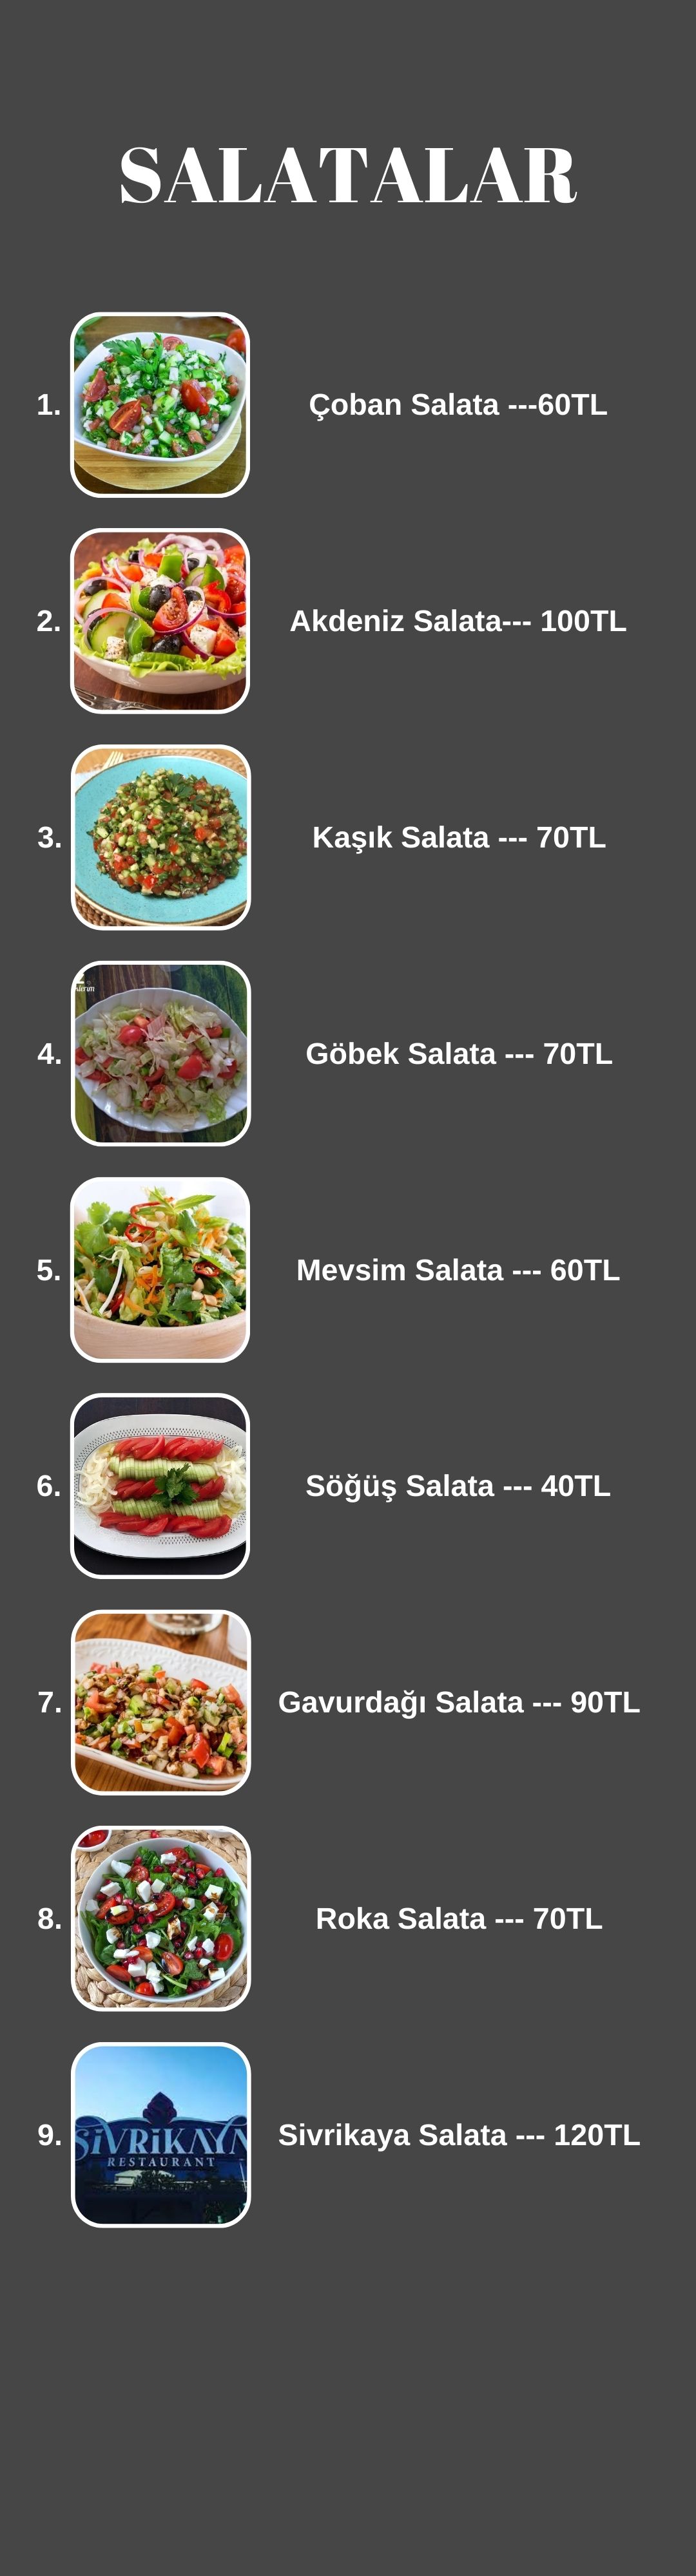 SALATALAR
1. Çoban Salata ---60TL
2. Akdeniz Salata--- 100TL
3. Kaşık Salata --- 70TL
4. Göbek Salata --- 70TL
5. Mevsim Salata --- 60TL
6. Söğüş Salata --- 40TL
7. Gavurdağı Salata --- 90TL
8. Roka Salata --- 70TL
9. Sivrikaya Salata --- 120TL
SİVRİKAYA
RESTAURANT